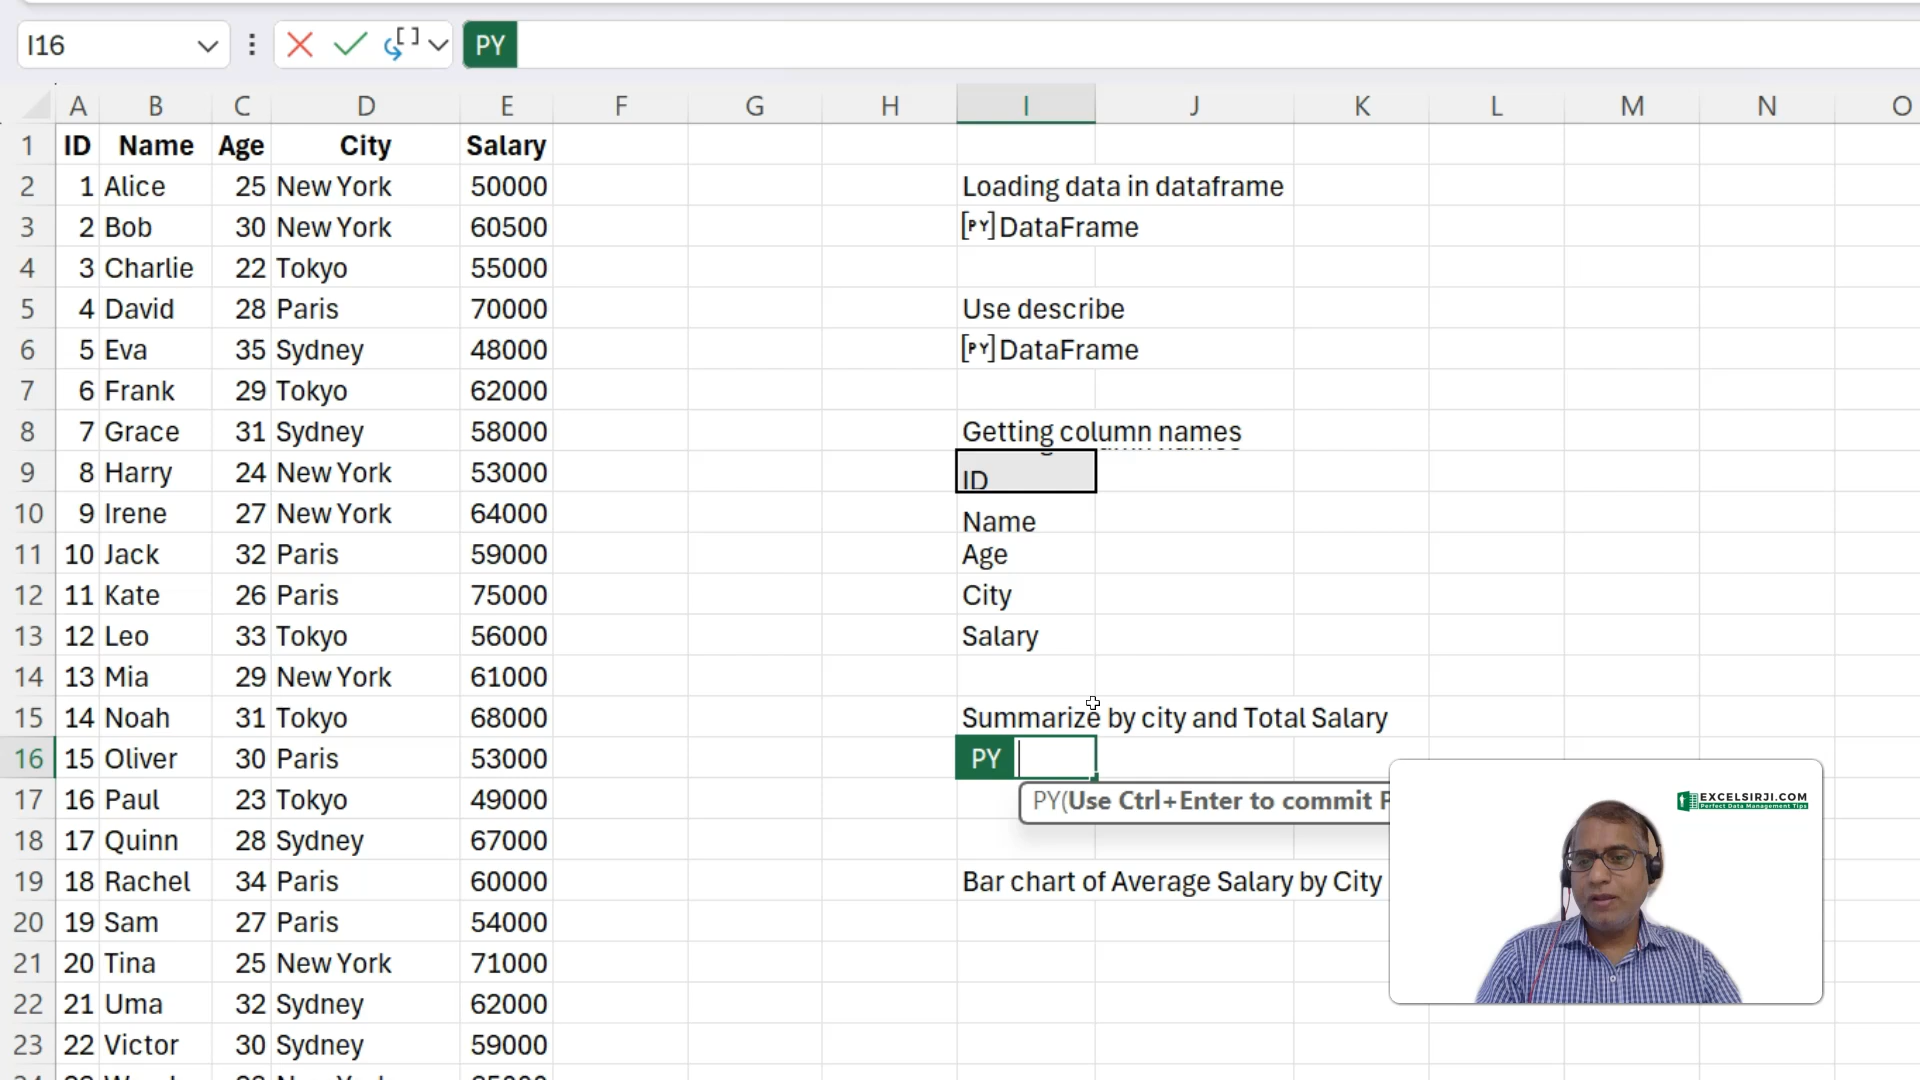 I16 PY
A B C D E F G H I J K L M N O
1 ID Name Age City Salary
2 1 Alice 25 New York 50000 Loading data in dataframe
3 2 Bob 30 New York 60500 [PY] DataFrame
4 3 Charlie 22 Tokyo 55000
5 4 David 28 Paris 70000 Use describe
6 5 Eva 35 Sydney 48000 [PY] DataFrame
7 6 Frank 29 Tokyo 62000
8 7 Grace 31 Sydney 58000 Getting column names
9 8 Harry 24 New York 53000 ID
10 9 Irene 27 New York 64000 Name
11 10 Jack 32 Paris 59000 Age
12 11 Kate 26 Paris 75000 City
13 12 Leo 33 Tokyo 56000 Salary
14 13 Mia 29 New York 61000
15 14 Noah 31 Tokyo 68000 Summarize by city and Total Salary
16 15 Oliver 30 Paris 53000 PY
17 16 Paul 23 Tokyo 49000 PY(Use Ctrl+Enter to commit
EXCELSIRJI.COM
Perfect Data Management Tips
18 17 Quinn 28 Sydney 67000
19 18 Rachel 34 Paris 60000 Bar chart of Average Salary by City
20 19 Sam 27 Paris 54000
21 20 Tina 25 New York 71000
22 21 Uma 32 Sydney 62000
23 22 Victor 30 Sydney 59000